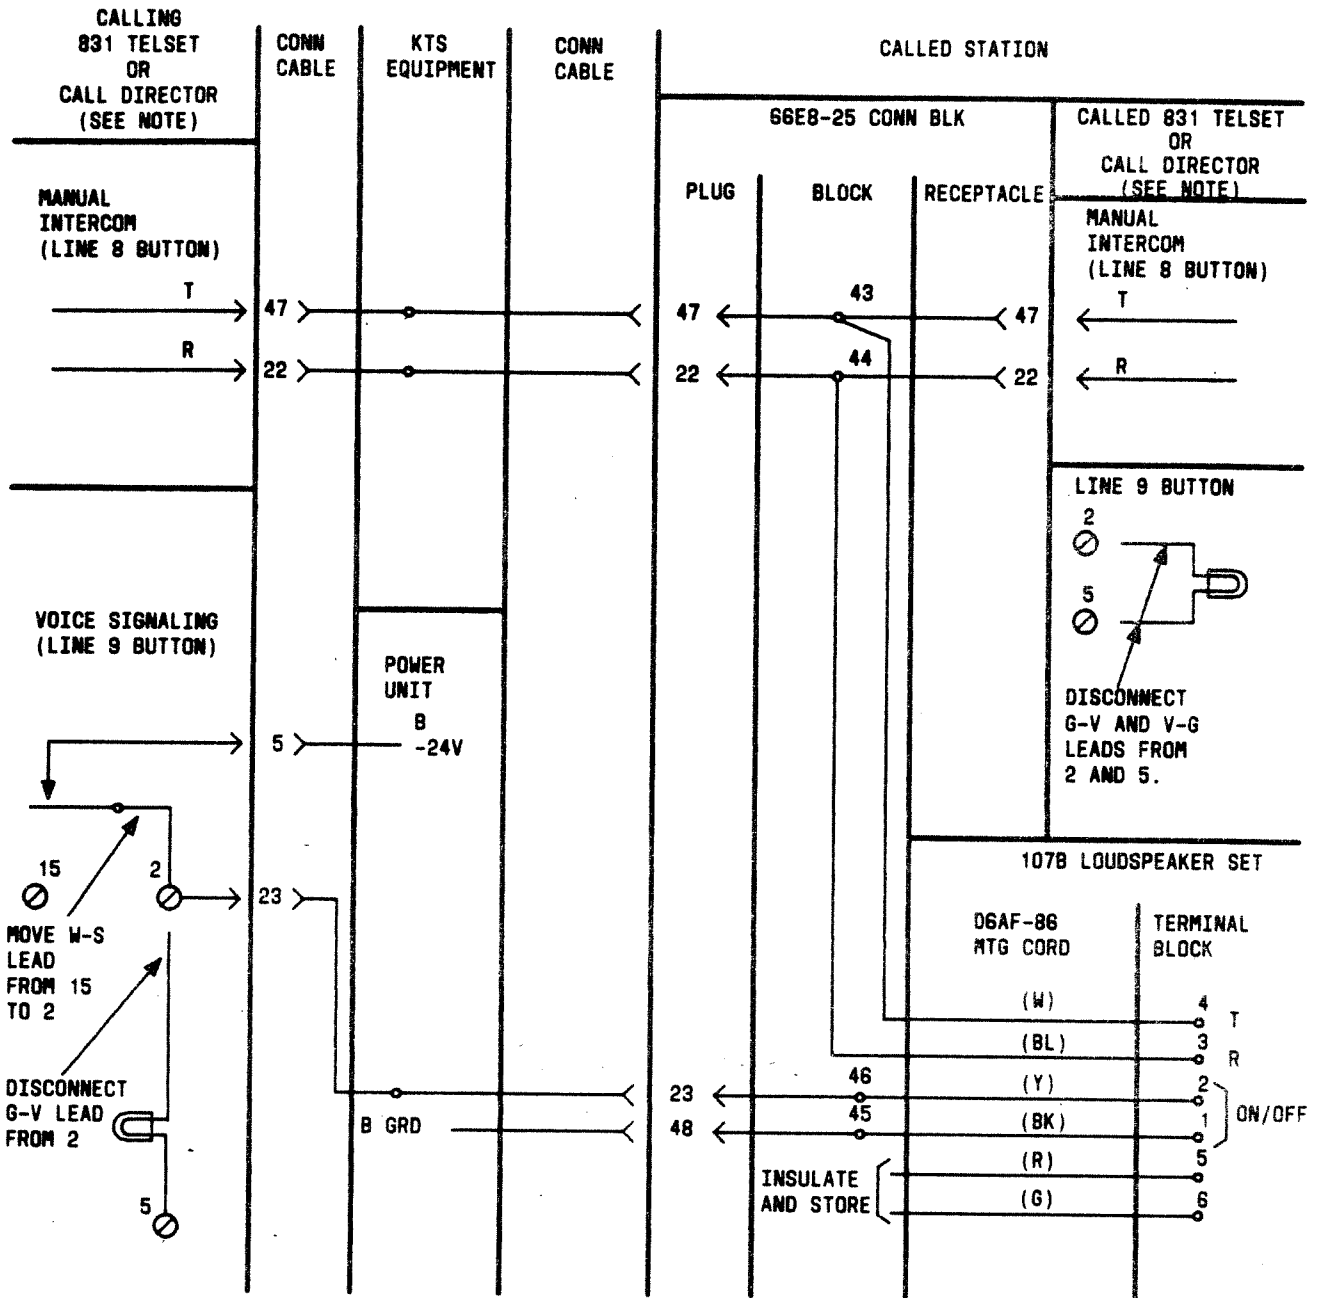 CALLING
831 TELSET
OR
CALL DIRECTOR
(SEE NOTE)
CONN
CABLE
KTS
EQUIPMENT
CONN
CABLE
CALLED STATION
66E8-25 CONN BLK
CALLED 831 TELSET
OR
CALL DIRECTOR
(SEE NOTE)
PLUG
BLOCK
RECEPTACLE
MANUAL
INTERCOM
(LINE 8 BUTTON)
MANUAL
INTERCOM
(LINE 8 BUTTON)
T
47
47
43
47
T
R
22
22
44
22
R
LINE 9 BUTTON
2
5
DISCONNECT
G-V AND V-G
LEADS FROM
2 AND 5.
VOICE SIGNALING
(LINE 9 BUTTON)
POWER
UNIT
B
-24V
5
15
2
23
MOVE W-S
LEAD
FROM 15
TO 2
DISCONNECT
G-V LEAD
FROM 2
5
107B LOUDSPEAKER SET
D6AF-86
MTG CORD
TERMINAL
BLOCK
(W)
4
T
(BL)
3
R
23
46
(Y)
2
B GRD
48
45
(BK)
1
ON/OFF
INSULATE
AND STORE
(R)
5
(G)
6